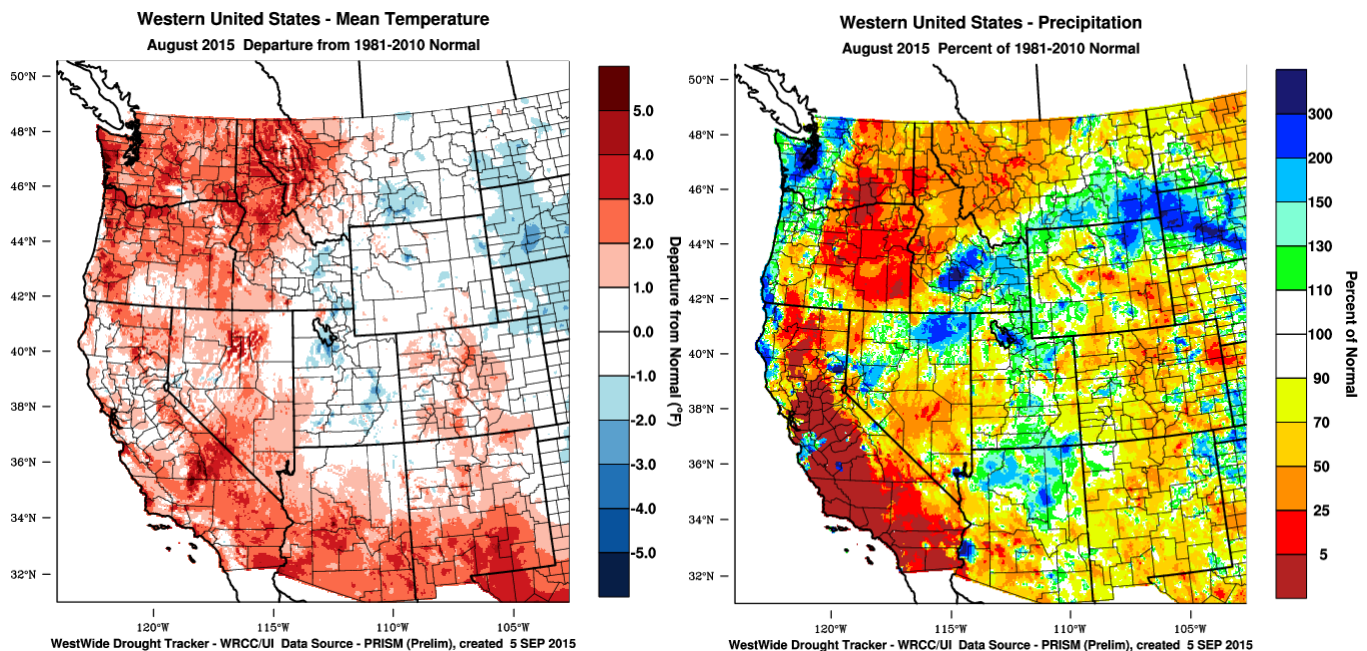 Western United States - Mean Temperature
August 2015 Departure from 1981-2010 Normal
50°N
48°N
46°N
44°N
42°N
40°N
38°N
36°N
34°N
32°N
120°W
115°W
110°W
105°W
5.0
4.0
3.0
2.0
1.0
0.0
-1.0
-2.0
-3.0
-4.0
-5.0
Departure from Normal (°F)
WestWide Drought Tracker - WRCC/UI Data Source - PRISM (Prelim), created 5 SEP 2015
Western United States - Precipitation
August 2015 Percent of 1981-2010 Normal
50°N
48°N
46°N
44°N
42°N
40°N
38°N
36°N
34°N
32°N
120°W
115°W
110°W
105°W
300
200
150
130
110
100
90
70
50
25
5
Percent of Normal
WestWide Drought Tracker - WRCC/UI Data Source - PRISM (Prelim), created 5 SEP 2015